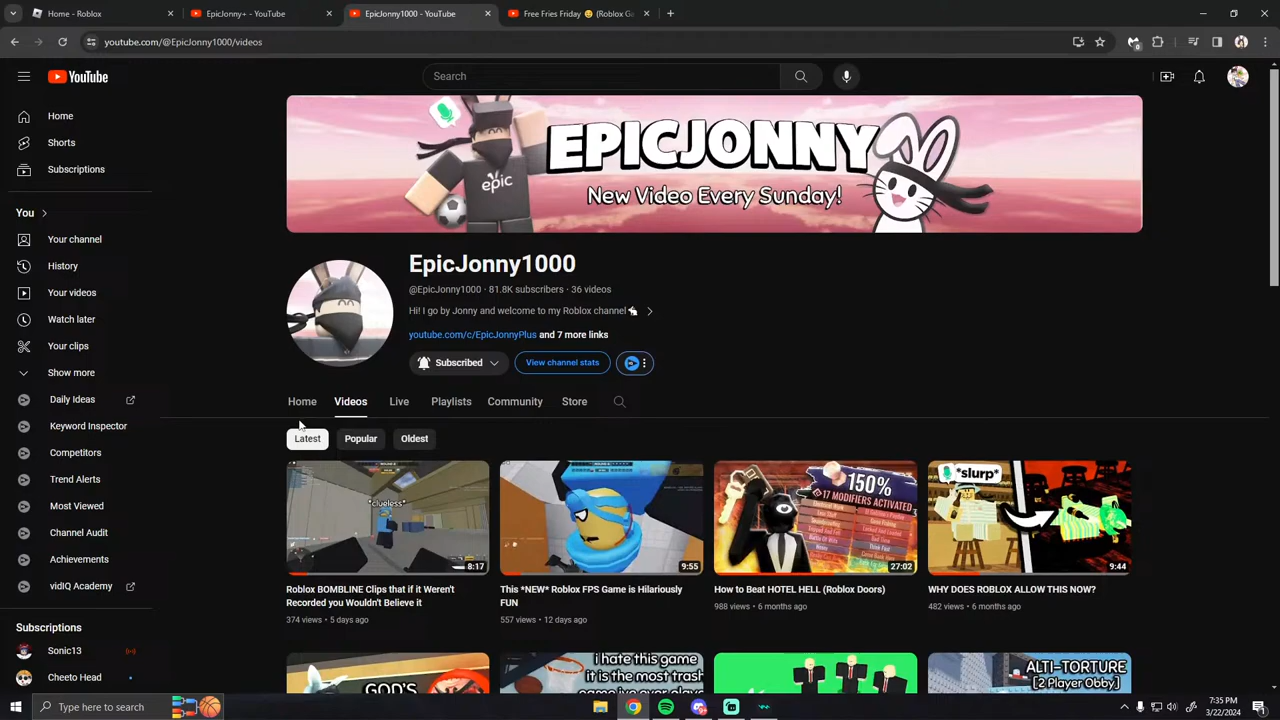 Home - Roblox
EpicJonny+ - YouTube
EpicJonny1000 - YouTube
Free Fries Friday 😊 (Roblox G
youtube.com/@EpicJonny1000/videos
YouTube
Search
Home
Shorts
Subscriptions
You
Your channel
History
Your videos
Watch later
Your clips
Show more
Daily Ideas
Keyword Inspector
Competitors
Trend Alerts
Most Viewed
Channel Audit
Achievements
vidIQ Academy
Subscriptions
Sonic13
Cheeto Head
epic
EPICJONNY
New Video Every Sunday!
EpicJonny1000
@EpicJonny1000 · 81.8K subscribers · 36 videos
Hi! I go by Jonny and welcome to my Roblox channel🐇
youtube.com/c/EpicJonnyPlus and 7 more links
Subscribed
View channel stats
Home Videos Live Playlists Community Store
Latest Popular Oldest
*clueless*
8:17
Roblox BOMBLINE Clips that if it Weren't
Recorded you Wouldn't Believe it
374 views · 5 days ago
9:55
This *NEW* Roblox FPS Game is Hilariously
FUN
557 views · 12 days ago
150%
17 MODIFIERS ACTIVATED
27:02
How to Beat HOTEL HELL (Roblox Doors)
988 views · 6 months ago
*slurp*
9:44
WHY DOES ROBLOX ALLOW THIS NOW?
482 views · 6 months ago
GOD'S
i hate this game
it is the most trash
ALTI-TORTURE
[2 Player Obby]
Type here to search
7:35 PM
3/22/2024